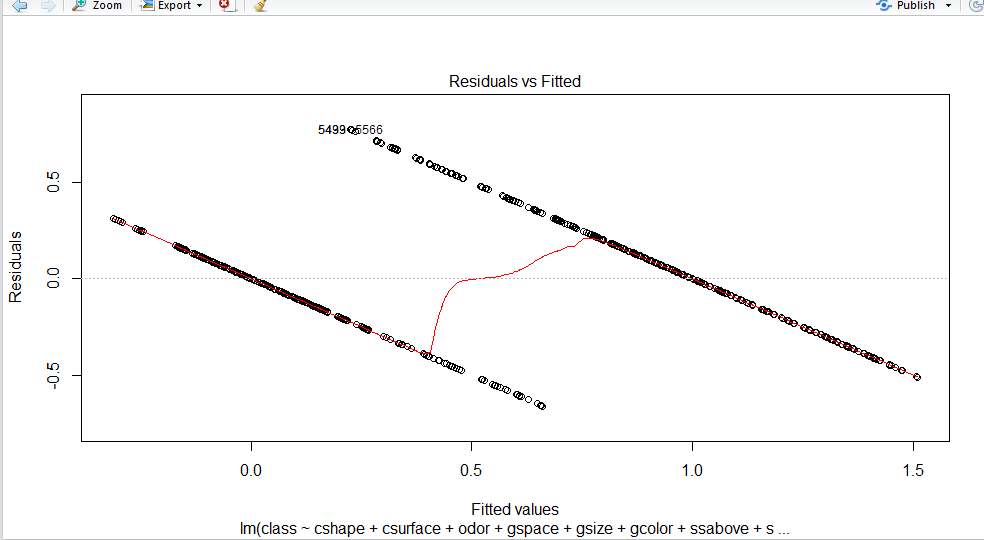 Zoom Export Publish
Residuals vs Fitted
5566
Residuals
0.5
0.0
-0.5
0.0 0.5 1.0 1.5
Fitted values
lm(class ~ cshape + csurface + odor + gspace + gsize + gcolor + ssabove + s ...